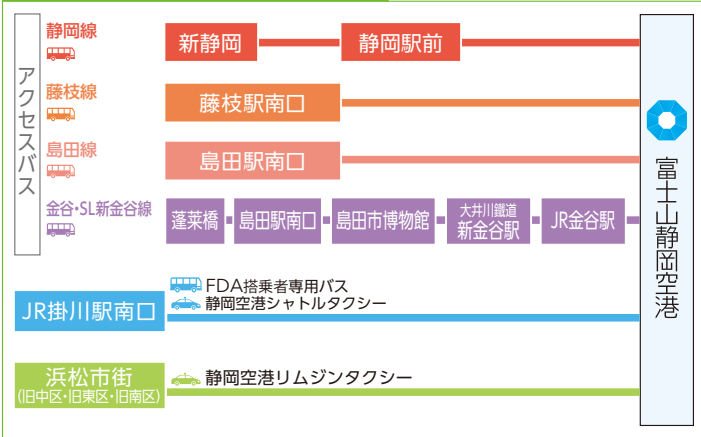 アクセスバス
静岡線
新静岡
静岡駅前
藤枝線
藤枝駅南口
島田線
島田駅南口
金谷・SL新金谷線
蓬莱橋
島田駅南口
島田市博物館
大井川鐵道
新金谷駅
JR金谷駅
JR掛川駅南口
FDA搭乗者専用バス
静岡空港シャトルタクシー
浜松市街
(旧中区・旧東区・旧南区)
静岡空港リムジンタクシー
富士山静岡空港